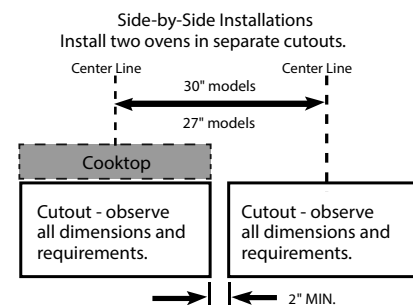 Side-by-Side Installations
Install two ovens in separate cutouts.
Center Line
Center Line
30" models
27" models
Cooktop
Cutout - observe
all dimensions and
requirements.
Cutout - observe
all dimensions and
requirements.
2" MIN.